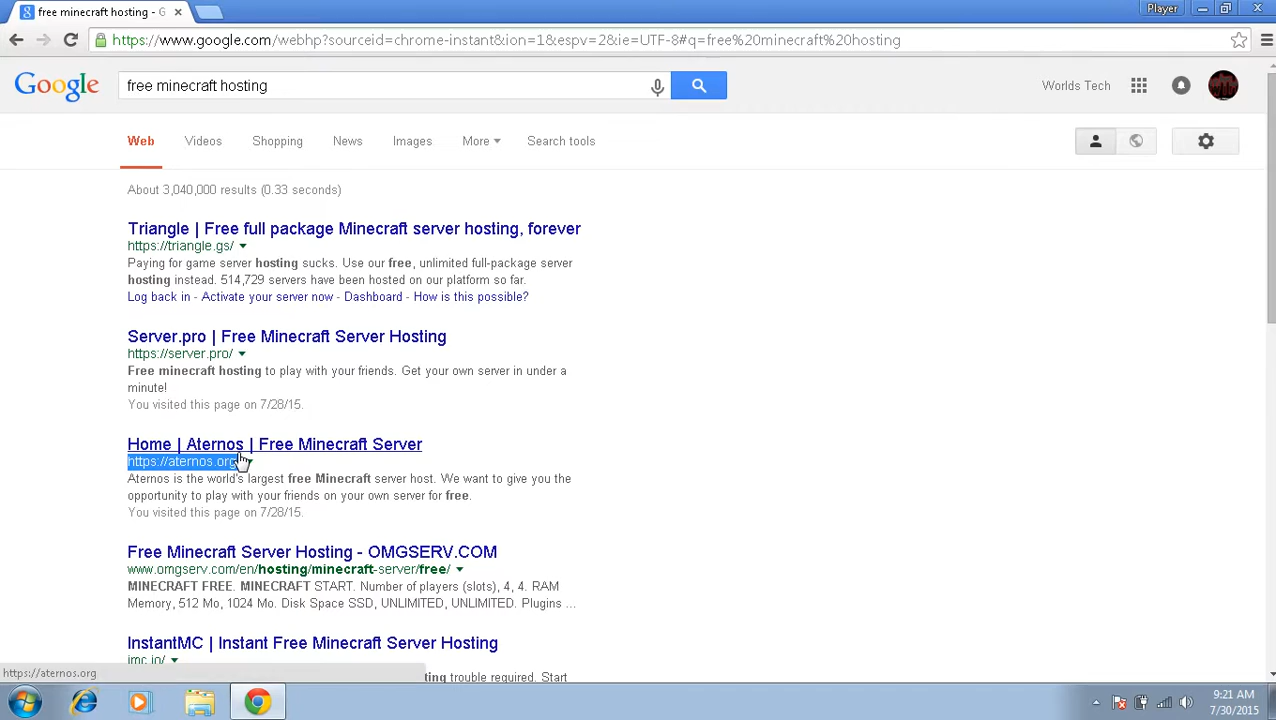 free minecraft hosting - G
Player
https://www.google.com/webhp?sourceid=chrome-instant&ion=1&espv=2&ie=UTF-8#q=free%20minecraft%20hosting
Google
free minecraft hosting
Worlds Tech
Web Videos Shopping News Images More Search tools
About 3,040,000 results (0.33 seconds)
Triangle | Free full package Minecraft server hosting, forever
https://triangle.gs/
Paying for game server hosting sucks. Use our free, unlimited full-package server
hosting instead. 514,729 servers have been hosted on our platform so far.
Log back in - Activate your server now - Dashboard - How is this possible?
Server.pro | Free Minecraft Server Hosting
https://server.pro/
Free minecraft hosting to play with your friends. Get your own server in under a
minute!
You visited this page on 7/28/15.
Home | Aternos | Free Minecraft Server
https://aternos.org
Aternos is the world's largest free Minecraft server host. We want to give you the
opportunity to play with your friends on your own server for free.
You visited this page on 7/28/15.
Free Minecraft Server Hosting - OMGSERV.COM
www.omgserv.com/en/hosting/minecraft-server/free/
MINECRAFT FREE. MINECRAFT START. Number of players (slots), 4, 4. RAM
Memory, 512 Mo, 1024 Mo. Disk Space SSD, UNLIMITED, UNLIMITED. Plugins ...
InstantMC | Instant Free Minecraft Server Hosting
imc.io/
https://aternos.org
ting trouble required. Start
9:21 AM
7/30/2015